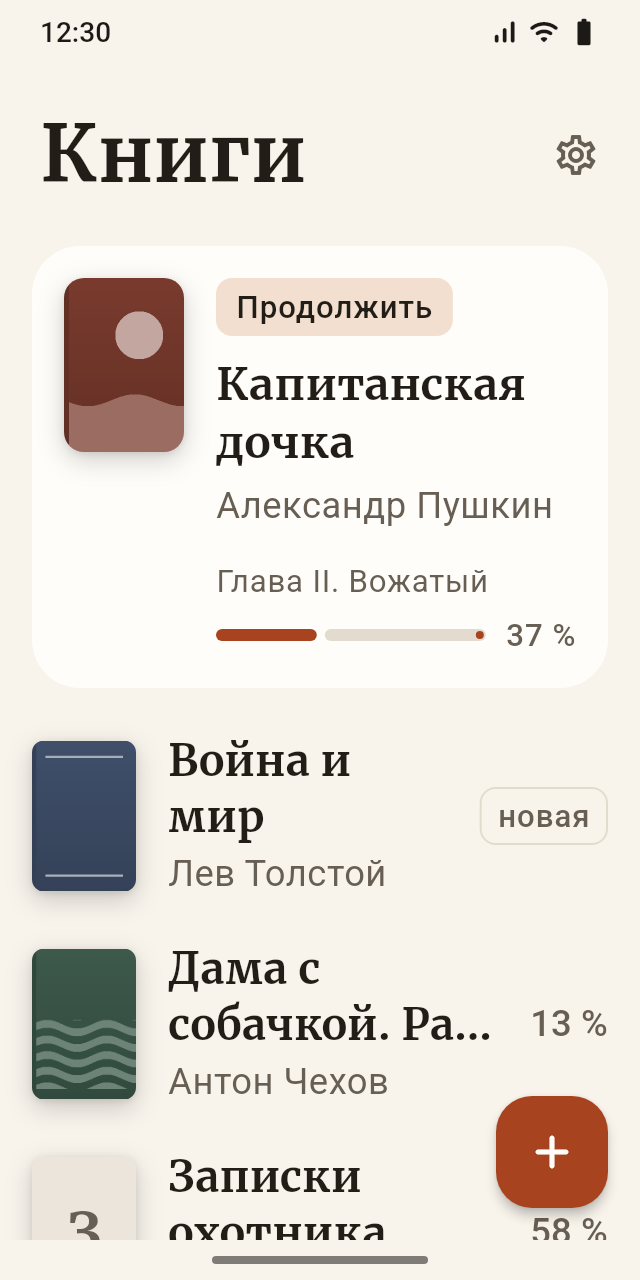 12:30
Книги
Продолжить
Капитанская
дочка
Александр Пушкин
Глава II. Вожатый
37 %
Война и
мир
Лев Толстой
новая
Дама с
собачкой. Ра…
Антон Чехов
13 %
З
Записки
охотника
58 %